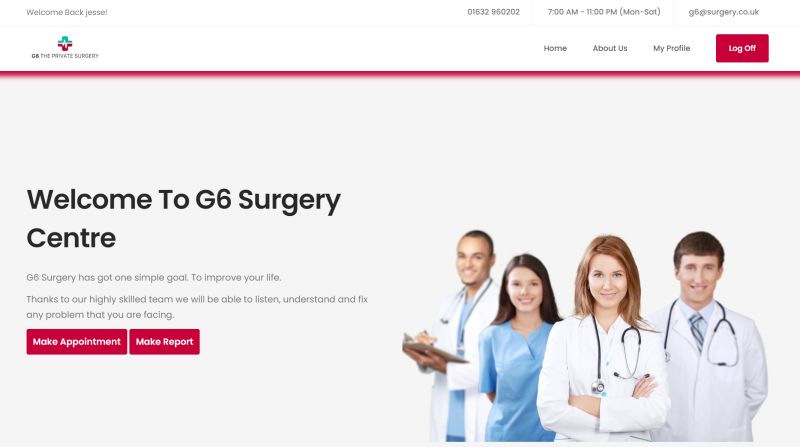 Welcome Back jesse!
01632 960202
7:00 AM - 11:00 PM (Mon-Sat)
g6@surgery.co.uk
G6 THE PRIVATE SURGERY
Home
About Us
My Profile
Log Off
Welcome To G6 Surgery
Centre
G6 Surgery has got one simple goal. To improve your life.
Thanks to our highly skilled team we will be able to listen, understand and fix
any problem that you are facing.
Make Appointment
Make Report